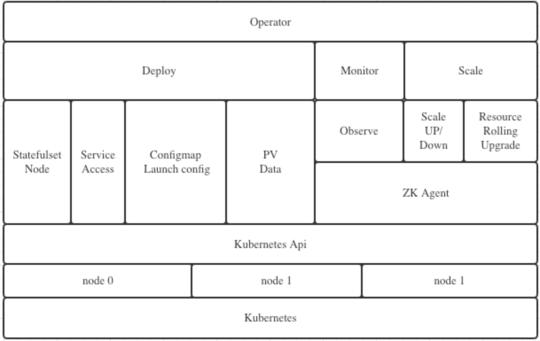 Operator
Deploy
Monitor
Scale
Statefulset
Node
Service
Access
Configmap
Launch config
PV
Data
Observe
Scale
UP/
Down
Resource
Rolling
Upgrade
ZK Agent
Kubernetes Api
node 0
node 1
node 1
Kubernetes